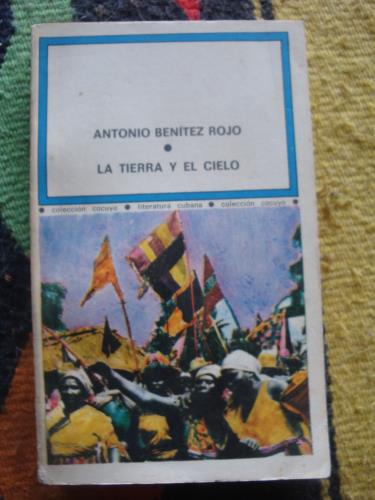 ANTONIO BENÍTEZ ROJO
LA TIERRA Y EL CIELO
colección cocuyo • literatura cubana • colección cocuyo